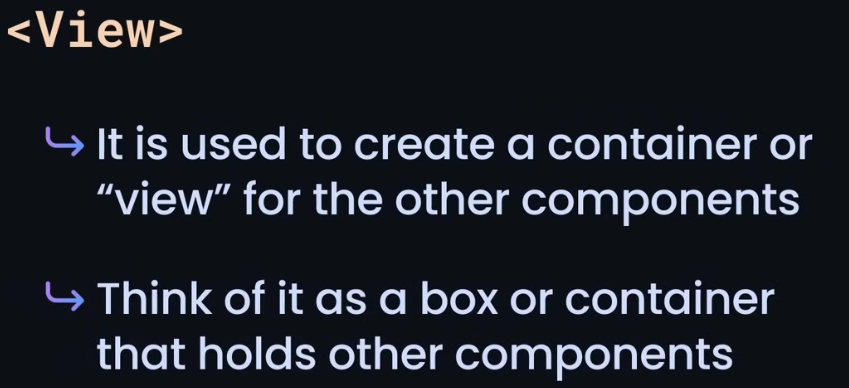 <View>
It is used to create a container or
“view” for the other components
Think of it as a box or container
that holds other components